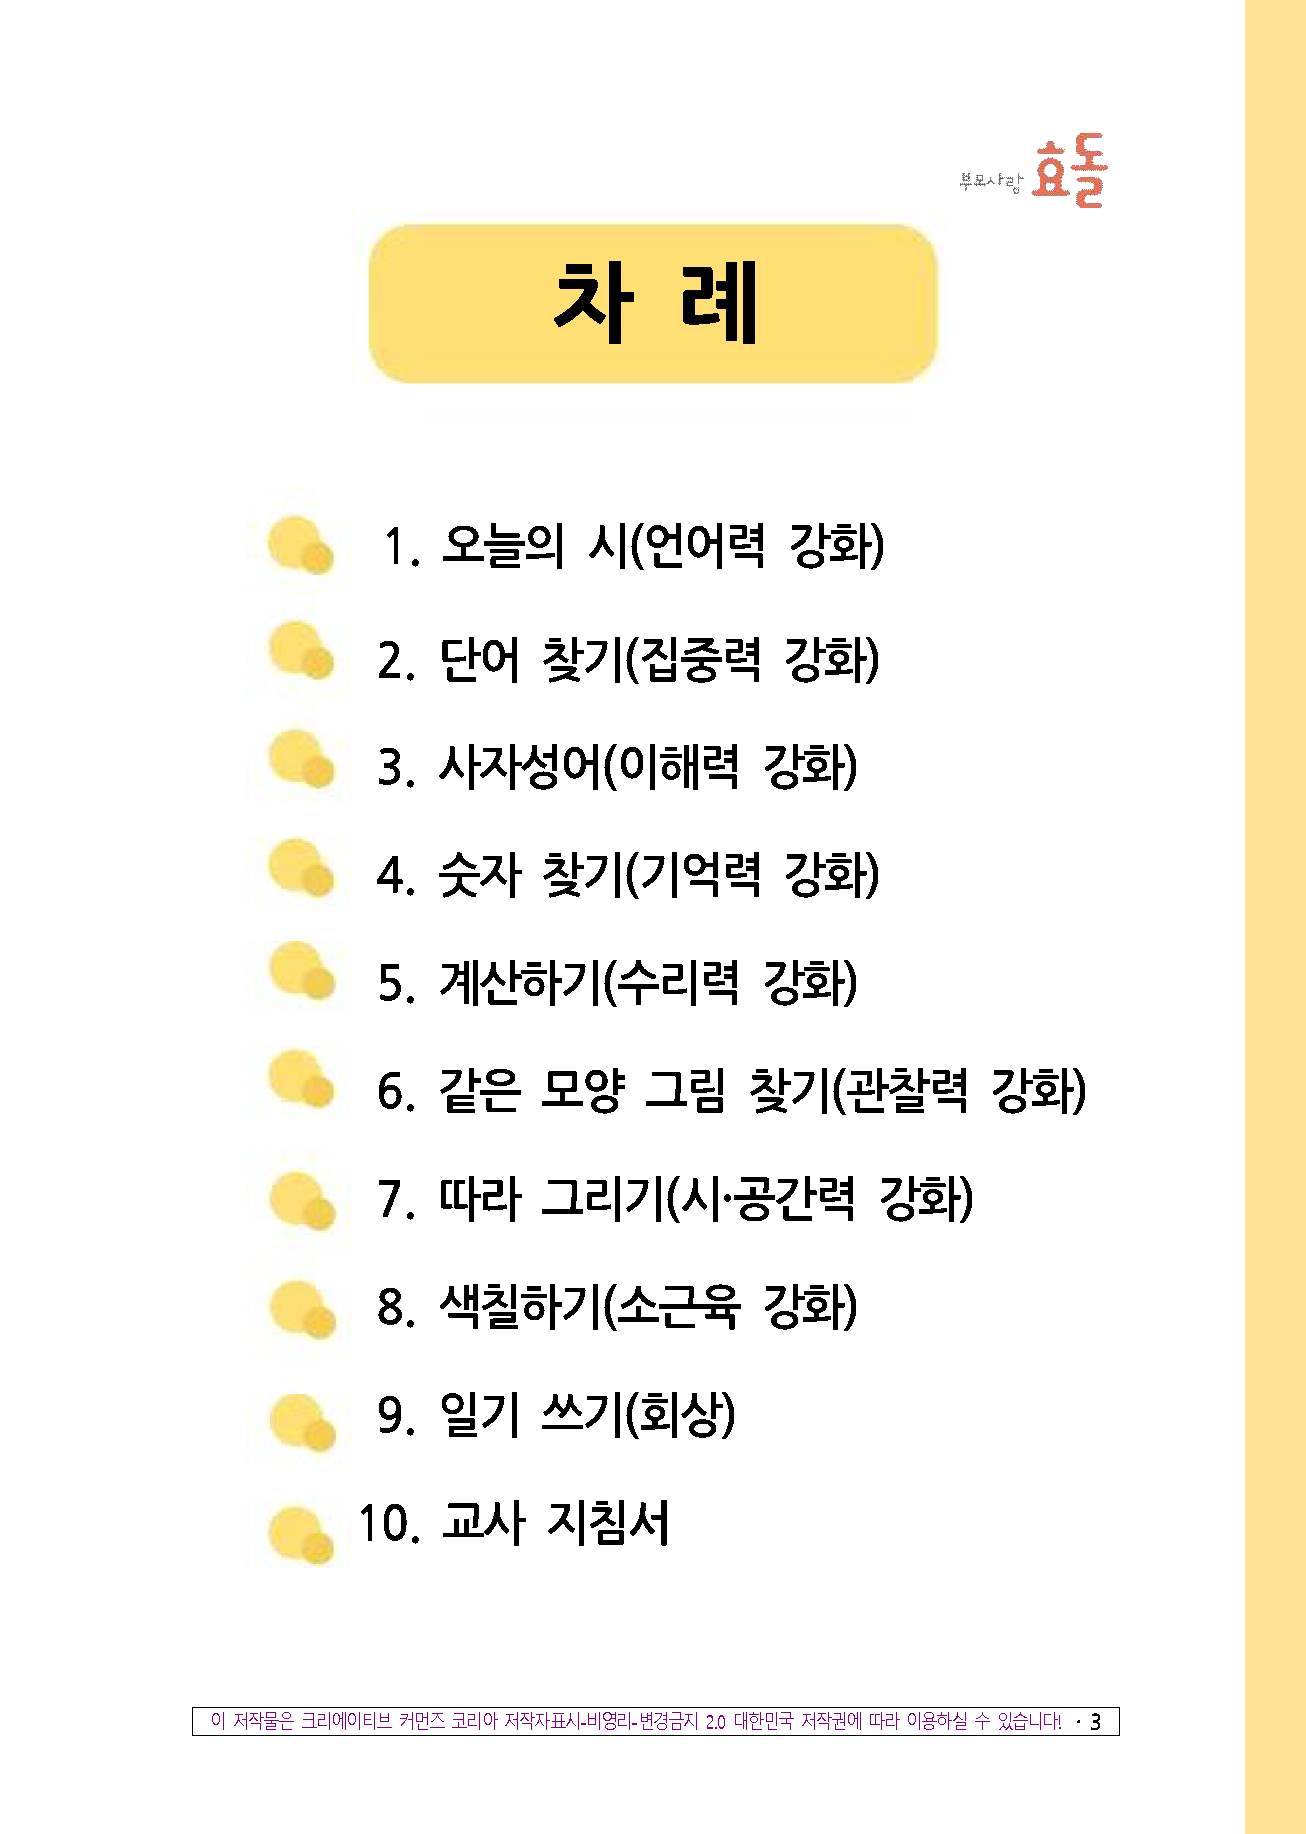 부모사랑 효돌
차 례
1. 오늘의 시(언어력 강화)
2. 단어 찾기(집중력 강화)
3. 사자성어(이해력 강화)
4. 숫자 찾기(기억력 강화)
5. 계산하기(수리력 강화)
6. 같은 모양 그림 찾기(관찰력 강화)
7. 따라 그리기(시·공간력 강화)
8. 색칠하기(소근육 강화)
9. 일기 쓰기(회상)
10. 교사 지침서
이 저작물은 크리에이티브 커먼즈 코리아 저작자표시-비영리-변경금지 2.0 대한민국 저작권에 따라 이용하실 수 있습니다! · 3